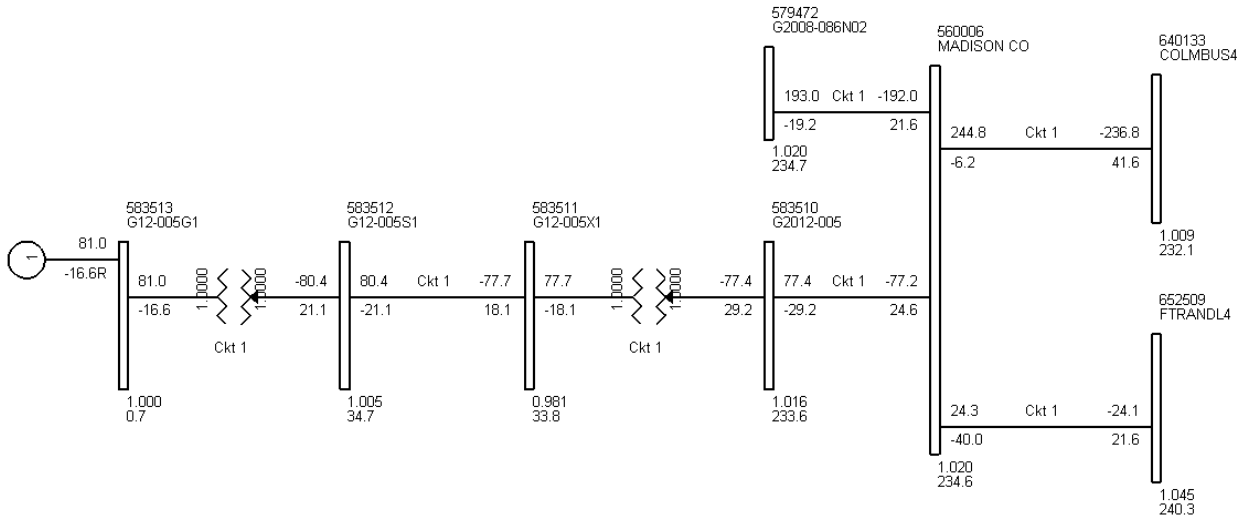 579472
G2008-086N02
560006
MADISON CO
640133
COLMBUS4
193.0 Ckt 1 -192.0
-19.2 21.6
244.8 Ckt 1 -236.8
-6.2 41.6
1.020
234.7
583513
G12-005G1
583512
G12-005S1
583511
G12-005X1
583510
G2012-005
1.009
232.1
1
81.0
-16.6R
81.0 1.0000 1.0000 -80.4
-16.6 21.1
Ckt 1
80.4 Ckt 1 -77.7
-21.1 18.1
77.7 1.0000 1.0000 -77.4
-18.1 29.2
Ckt 1
77.4 Ckt 1 -77.2
-29.2 24.6
652509
FTRANDL4
1.000
0.7
1.005
34.7
0.981
33.8
1.016
233.6
24.3 Ckt 1 -24.1
-40.0 21.6
1.020
234.6
1.045
240.3